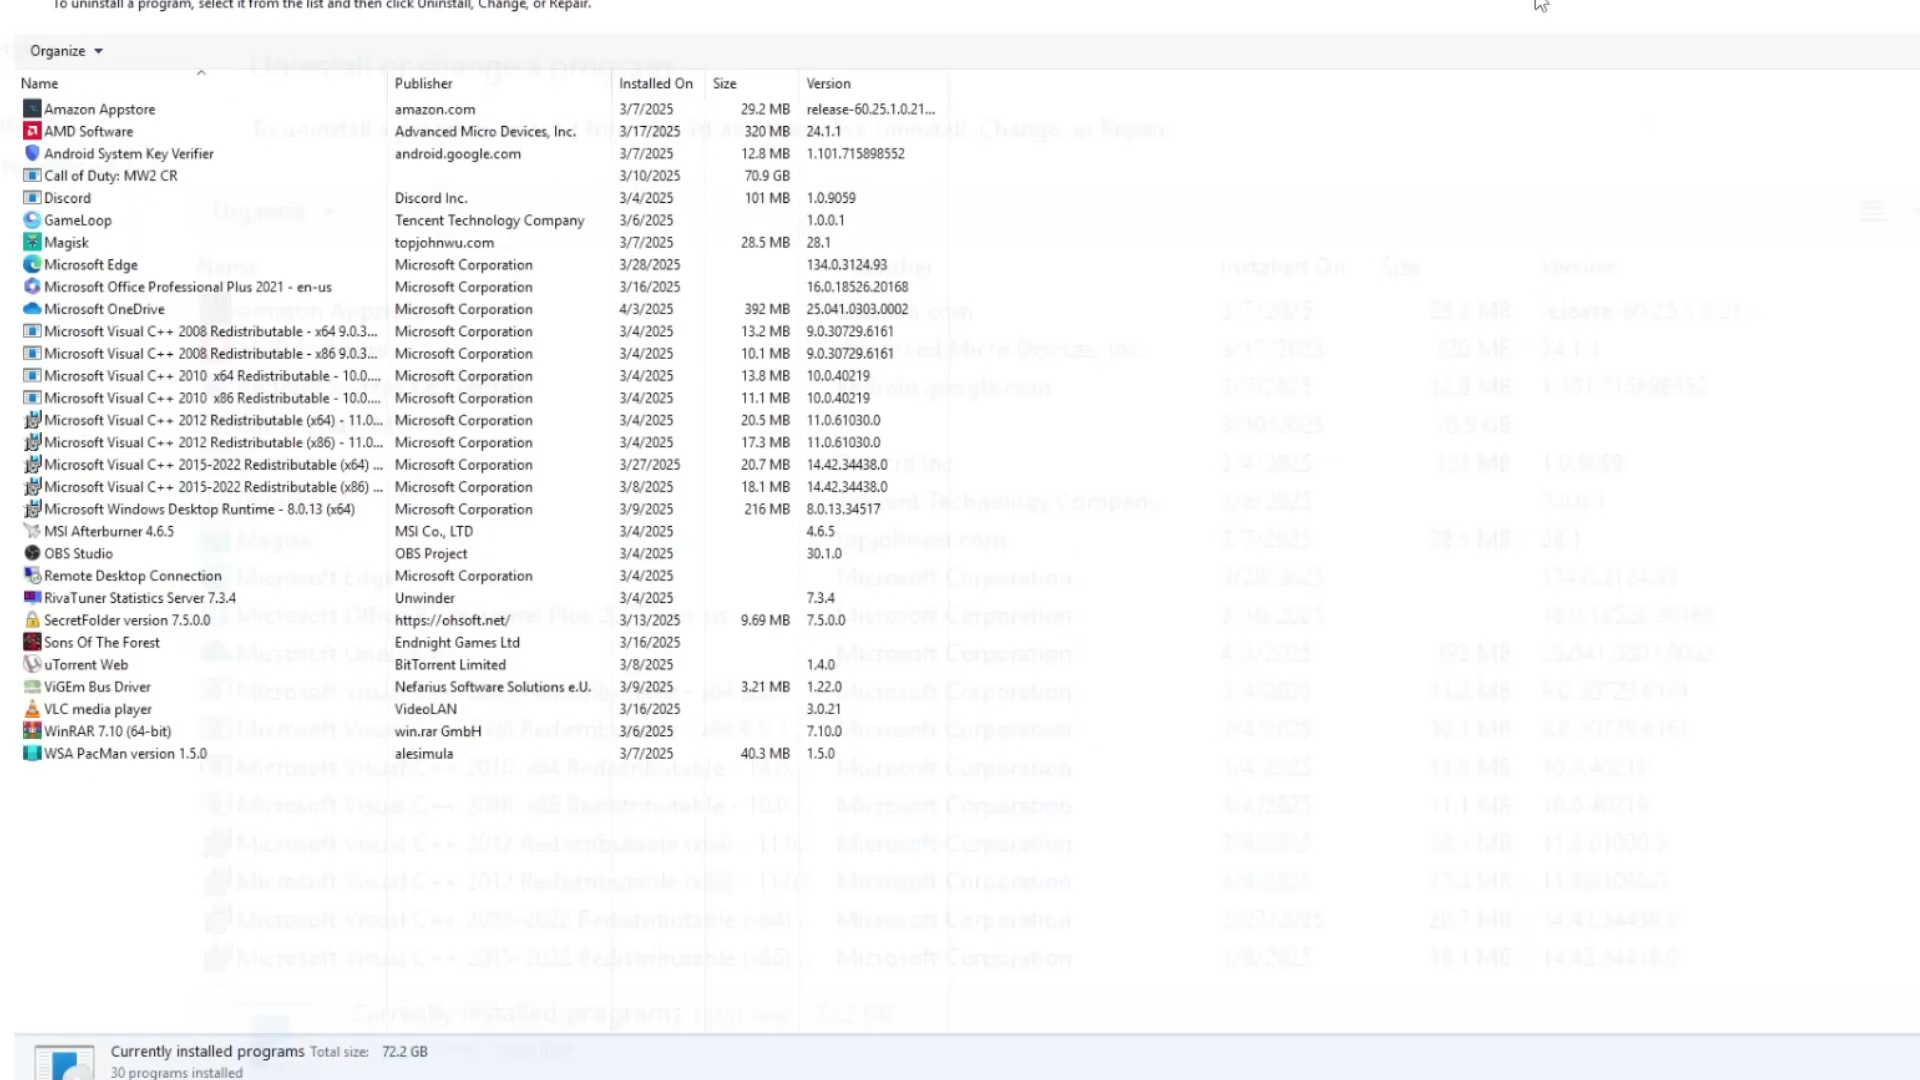 To uninstall a program, select it from the list and then click Uninstall, Change, or Repair.
Organize
Name Publisher Installed On Size Version
Amazon Appstore amazon.com 3/7/2025 29.2 MB release-60.25.1.0.21...
AMD Software Advanced Micro Devices, Inc. 3/17/2025 320 MB 24.1.1
Android System Key Verifier android.google.com 3/7/2025 12.8 MB 1.101.715898552
Call of Duty: MW2 CR 3/10/2025 70.9 GB
Discord Discord Inc. 3/4/2025 101 MB 1.0.9059
GameLoop Tencent Technology Company 3/6/2025 1.0.0.1
Magisk topjohnwu.com 3/7/2025 28.5 MB 28.1
Microsoft Edge Microsoft Corporation 3/28/2025 134.0.3124.93
Microsoft Office Professional Plus 2021 - en-us Microsoft Corporation 3/16/2025 16.0.18526.20168
Microsoft OneDrive Microsoft Corporation 4/3/2025 392 MB 25.041.0303.0002
Microsoft Visual C++ 2008 Redistributable - x64 9.0.3... Microsoft Corporation 3/4/2025 13.2 MB 9.0.30729.6161
Microsoft Visual C++ 2008 Redistributable - x86 9.0.3... Microsoft Corporation 3/4/2025 10.1 MB 9.0.30729.6161
Microsoft Visual C++ 2010 x64 Redistributable - 10.0.... Microsoft Corporation 3/4/2025 13.8 MB 10.0.40219
Microsoft Visual C++ 2010 x86 Redistributable - 10.0.... Microsoft Corporation 3/4/2025 11.1 MB 10.0.40219
Microsoft Visual C++ 2012 Redistributable (x64) - 11.0... Microsoft Corporation 3/4/2025 20.5 MB 11.0.61030.0
Microsoft Visual C++ 2012 Redistributable (x86) - 11.0... Microsoft Corporation 3/4/2025 17.3 MB 11.0.61030.0
Microsoft Visual C++ 2015-2022 Redistributable (x64) ... Microsoft Corporation 3/27/2025 20.7 MB 14.42.34438.0
Microsoft Visual C++ 2015-2022 Redistributable (x86) ... Microsoft Corporation 3/8/2025 18.1 MB 14.42.34438.0
Microsoft Windows Desktop Runtime - 8.0.13 (x64) Microsoft Corporation 3/9/2025 216 MB 8.0.13.34517
MSI Afterburner 4.6.5 MSI Co., LTD 3/4/2025 4.6.5
OBS Studio OBS Project 3/4/2025 30.1.0
Remote Desktop Connection Microsoft Corporation 3/4/2025
RivaTuner Statistics Server 7.3.4 Unwinder 3/4/2025 7.3.4
SecretFolder version 7.5.0.0 https://ohsoft.net/ 3/13/2025 9.69 MB 7.5.0.0
Sons Of The Forest Endnight Games Ltd 3/16/2025
uTorrent Web BitTorrent Limited 3/8/2025 1.4.0
ViGEm Bus Driver Nefarius Software Solutions e.U. 3/9/2025 3.21 MB 1.22.0
VLC media player VideoLAN 3/16/2025 3.0.21
WinRAR 7.10 (64-bit) win.rar GmbH 3/6/2025 7.10.0
WSA PacMan version 1.5.0 alesimula 3/7/2025 40.3 MB 1.5.0
Currently installed programs Total size: 72.2 GB
30 programs installed